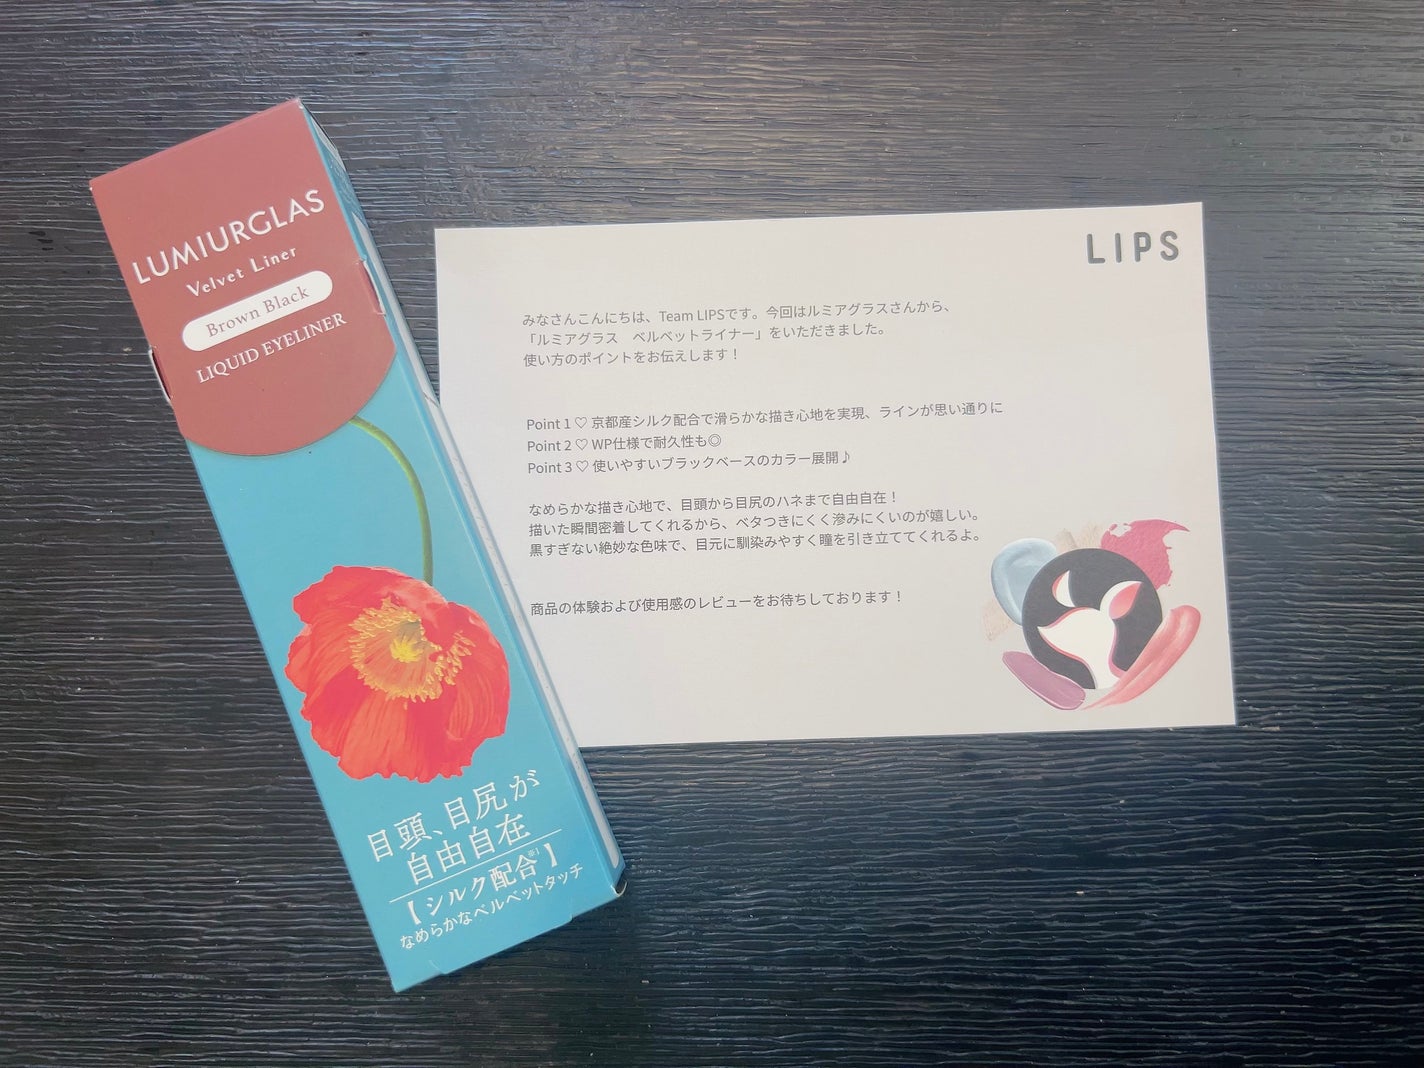 LUMIURGLAS
Velvet Liner
Brown Black
LIQUID EYELINER
目頭、目尻が
自由自在
【シルク配合※1】
なめらかなベルベットタッチ
LIPS
みなさんこんにちは、Team LIPSです。今回はルミアグラスさんから、
「ルミアグラス　ベルベットライナー」をいただきました。
使い方のポイントをお伝えします！
Point 1 ♡ 京都産シルク配合で滑らかな描き心地を実現、ラインが思い通りに
Point 2 ♡ WP仕様で耐久性も◎
Point 3 ♡ 使いやすいブラックベースのカラー展開♪
なめらかな描き心地で、目頭から目尻のハネまで自由自在！
描いた瞬間密着してくれるから、ベタつきにくく滲みにくいのが嬉しい。
黒すぎない絶妙な色味で、目元に馴染みやすく瞳を引き立ててくれるよ。
商品の体験および使用感のレビューをお待ちしております！